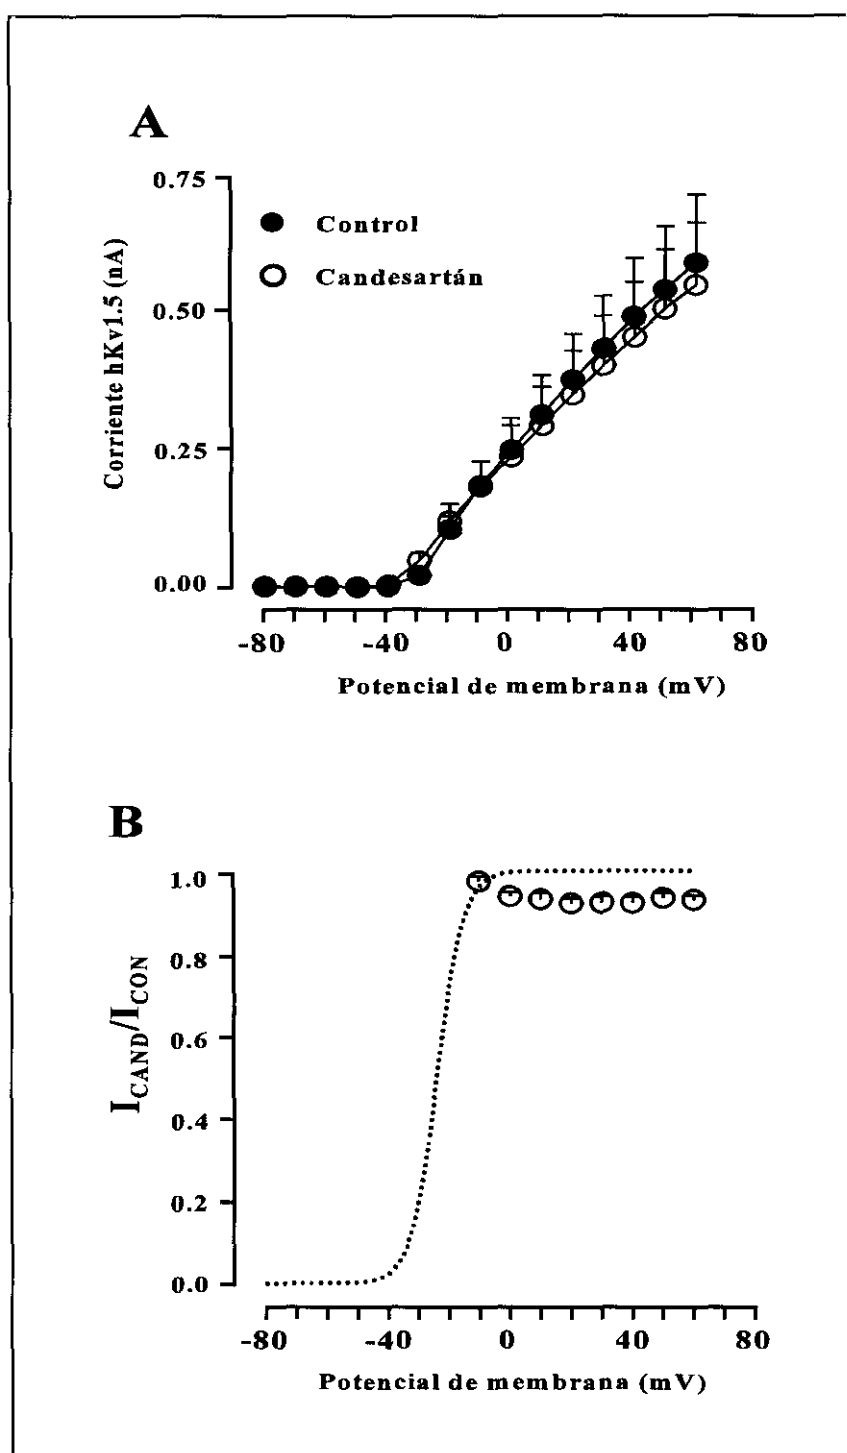 A
0.75
0.50
0.25
0.00
Corriente hKv1.5 (nA)
Control
Candesartán
-80 -40 0 40 80
Potencial de membrana (mV)
B
1.0
0.8
0.6
0.4
0.2
0.0
I_CAND/I_CON
-80 -40 0 40 80
Potencial de membrana (mV)